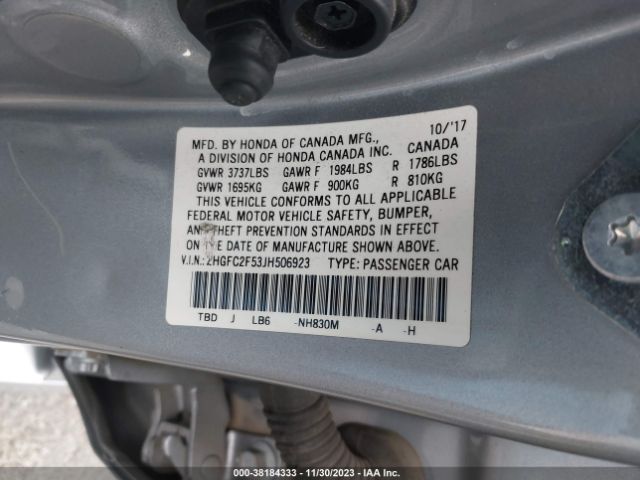 10/'17
MFD. BY HONDA OF CANADA MFG., CANADA
A DIVISION OF HONDA CANADA INC.
GVWR 3737LBS GAWR F 1984LBS R 1786LBS
GVWR 1695KG GAWR F 900KG R 810KG
THIS VEHICLE CONFORMS TO ALL APPLICABLE
FEDERAL MOTOR VEHICLE SAFETY, BUMPER,
AND THEFT PREVENTION STANDARDS IN EFFECT
ON THE DATE OF MANUFACTURE SHOWN ABOVE.
V.I.N.: 2HGFC2F53JH506923 TYPE: PASSENGER CAR
TBD J LB6 -NH830M -A -H
000-38184333 - 11/30/2023 - IAA Inc.